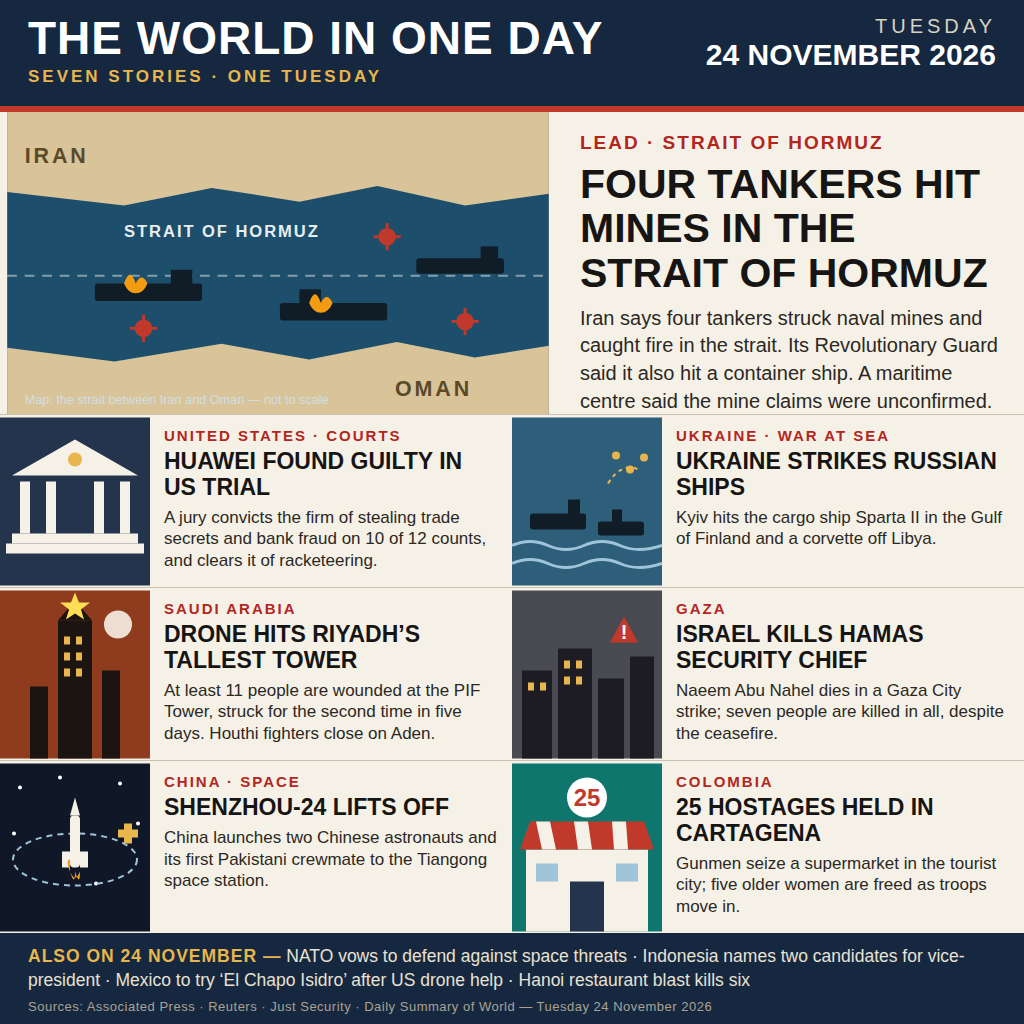 THE WORLD IN ONE DAY
SEVEN STORIES · ONE TUESDAY
TUESDAY
24 NOVEMBER 2026
IRAN
STRAIT OF HORMUZ
OMAN
Map: the strait between Iran and Oman — not to scale
LEAD · STRAIT OF HORMUZ
FOUR TANKERS HIT
MINES IN THE
STRAIT OF HORMUZ
Iran says four tankers struck naval mines and
caught fire in the strait. Its Revolutionary Guard
said it also hit a container ship. A maritime
centre said the mine claims were unconfirmed.
UNITED STATES · COURTS
HUAWEI FOUND GUILTY IN
US TRIAL
A jury convicts the firm of stealing trade
secrets and bank fraud on 10 of 12 counts,
and clears it of racketeering.
UKRAINE · WAR AT SEA
UKRAINE STRIKES RUSSIAN
SHIPS
Kyiv hits the cargo ship Sparta II in the Gulf
of Finland and a corvette off Libya.
SAUDI ARABIA
DRONE HITS RIYADH’S
TALLEST TOWER
At least 11 people are wounded at the PIF
Tower, struck for the second time in five
days. Houthi fighters close on Aden.
!
GAZA
ISRAEL KILLS HAMAS
SECURITY CHIEF
Naeem Abu Nahel dies in a Gaza City
strike; seven people are killed in all, despite
the ceasefire.
CHINA · SPACE
SHENZHOU-24 LIFTS OFF
China launches two Chinese astronauts and
its first Pakistani crewmate to the Tiangong
space station.
25
COLOMBIA
25 HOSTAGES HELD IN
CARTAGENA
Gunmen seize a supermarket in the tourist
city; five older women are freed as troops
move in.
ALSO ON 24 NOVEMBER — NATO vows to defend against space threats · Indonesia names two candidates for vice-
president · Mexico to try ‘El Chapo Isidro’ after US drone help · Hanoi restaurant blast kills six
Sources: Associated Press · Reuters · Just Security · Daily Summary of World — Tuesday 24 November 2026